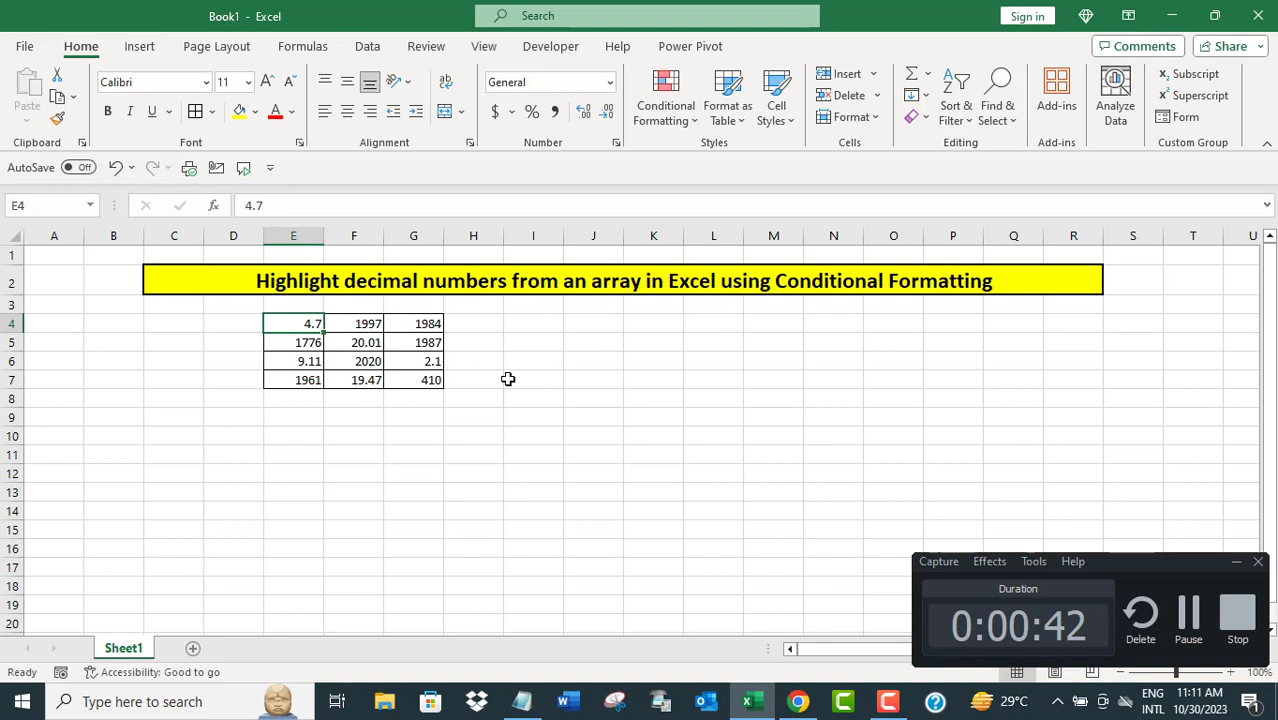 Book1 - Excel
Search
Sign in
File Home Insert Page Layout Formulas Data Review View Developer Help Power Pivot
Comments Share
Paste
Calibri 11
B I U
General
Conditional Formatting
Format as Table
Cell Styles
Insert
Delete
Format
Sort & Filter
Find & Select
Add-ins
Analyze Data
Subscript
Superscript
Form
Clipboard Font Alignment Number Styles Cells Editing Add-ins Custom Group
AutoSave Off
E4 fx 4.7
A B C D E F G H I J K L M N O P Q R S T U
1
2 Highlight decimal numbers from an array in Excel using Conditional Formatting
3
4 4.7 1997 1984
5 1776 20.01 1987
6 9.11 2020 2.1
7 1961 19.47 410
8
9
10
11
12
13
14
15
16
17
18
19
20
Capture Effects Tools Help
Duration
0:00:42
Delete Pause Stop
Sheet1
Ready Accessibility: Good to go 100%
Type here to search
29°C
ENG
INTL
11:11 AM
10/30/2023
1